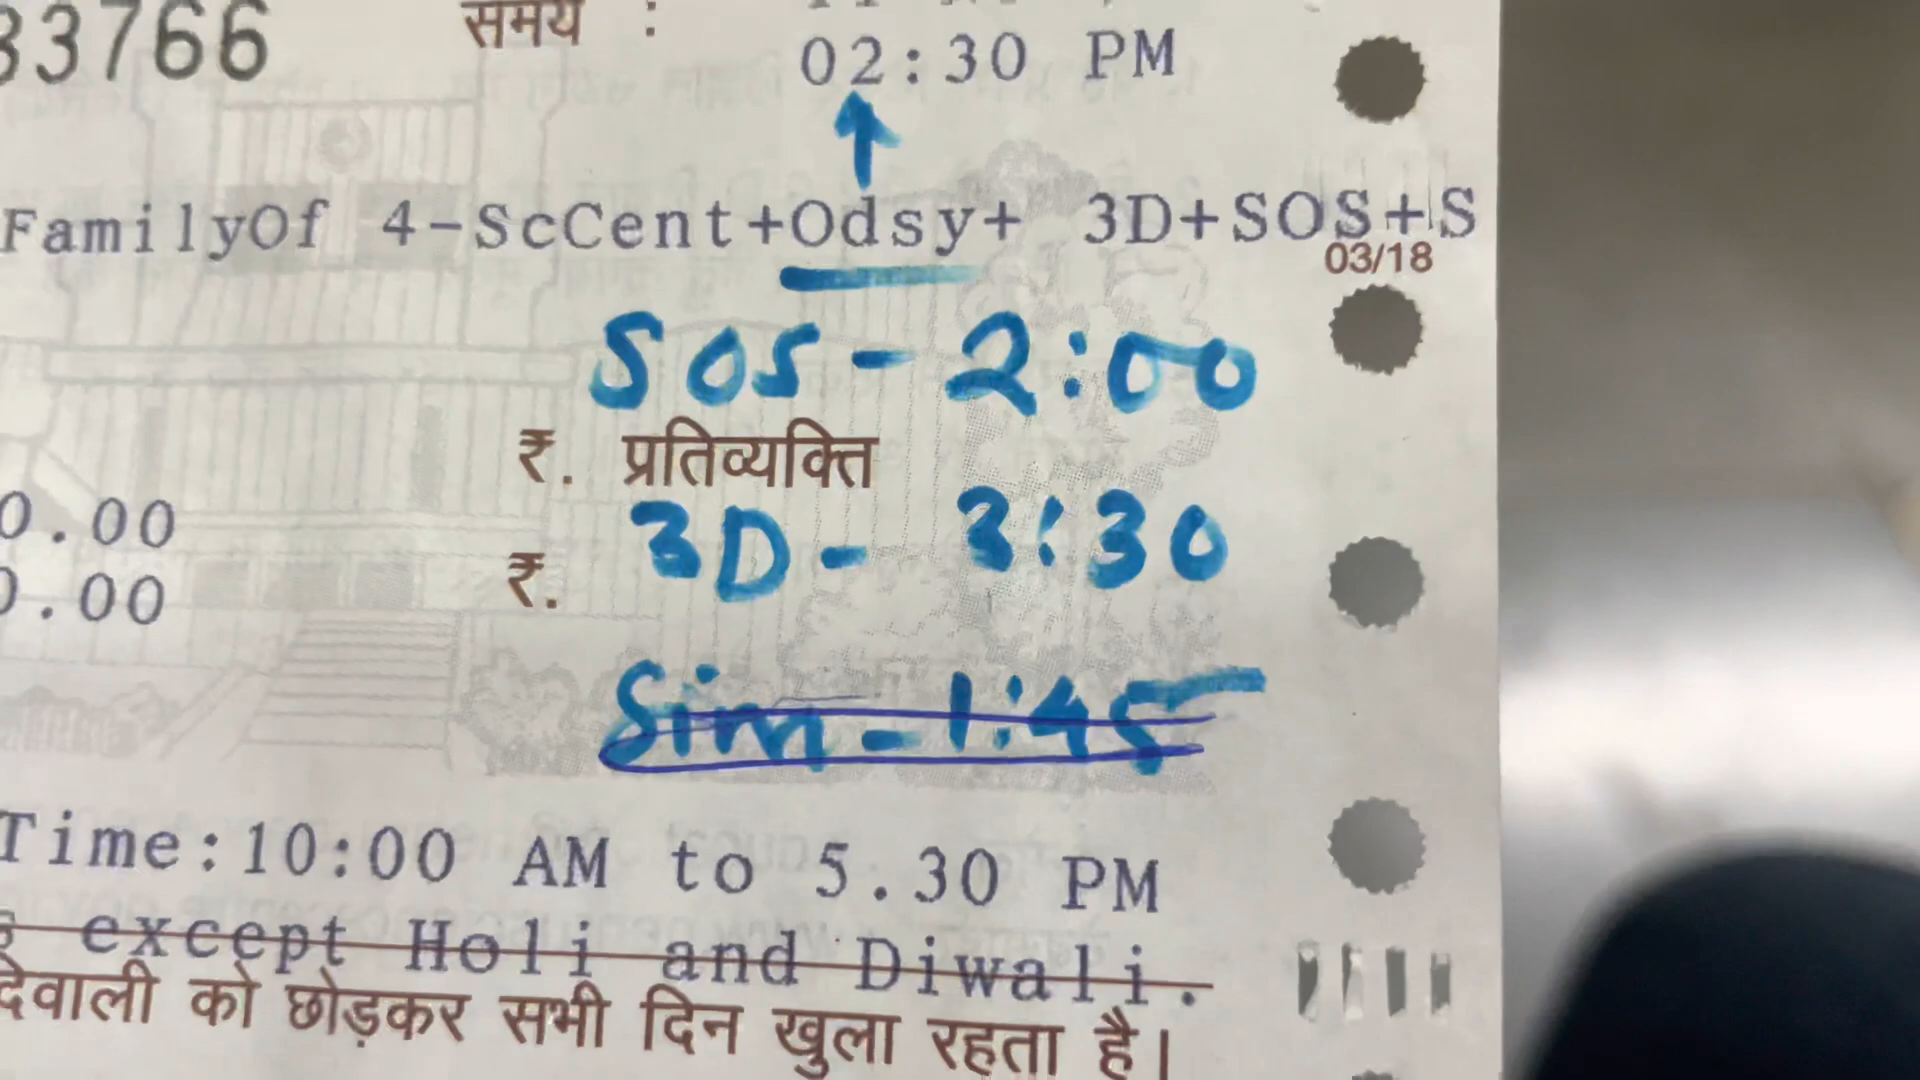 33766 समय :
02:30 PM
FamilyOf 4-ScCent+Odsy+ 3D+SOS+S
03/18
SOS - 2:00
₹. प्रतिव्यक्ति
0.00
3D - 3:30
₹.
0.00
Sim - 1:45
Time:10:00 AM to 5.30 PM
except Holi and Diwali.
को छोड़कर सभी दिन खुला रहता है।